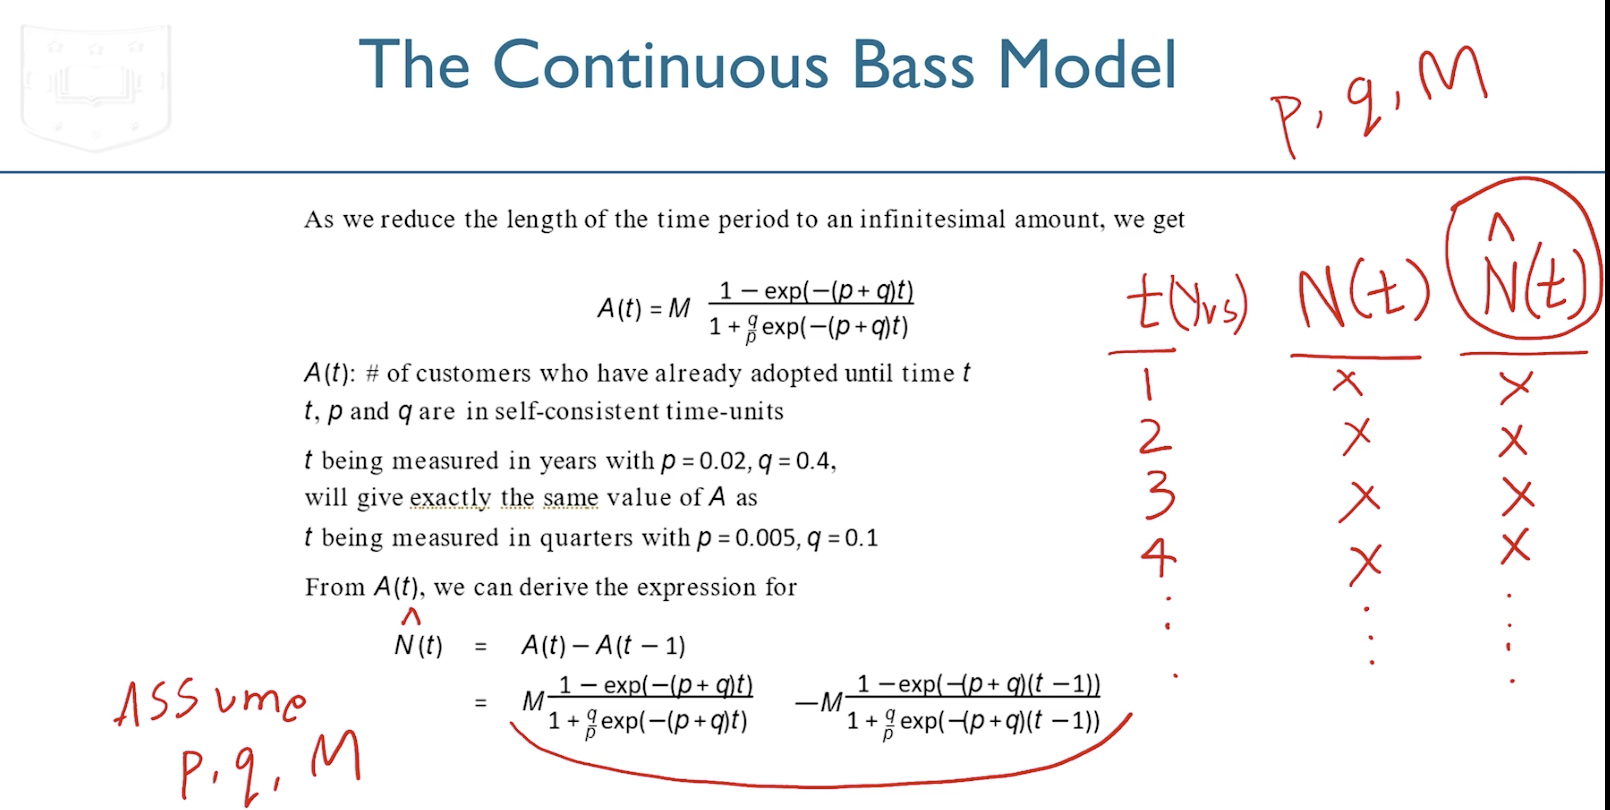 The Continuous Bass Model
p, q, M
As we reduce the length of the time period to an infinitesimal amount, we get
A(t) = M \frac{1 − exp(−(p + q)t)}{1 + \frac{q}{p} exp(−(p + q)t)}
t(Yrs) N(t) N̂(t)
A(t): # of customers who have already adopted until time t
1 x x
t, p and q are in self-consistent time-units
2 x x
t being measured in years with p = 0.02, q = 0.4,
will give exactly the same value of A as
3 x x
t being measured in quarters with p = 0.005, q = 0.1
4 x x
From A(t), we can derive the expression for
N̂(t) = A(t) − A(t − 1)
= M \frac{1 − exp(−(p + q)t)}{1 + \frac{q}{p} exp(−(p + q)t)} −M \frac{1 − exp(−(p + q)(t − 1))}{1 + \frac{q}{p} exp(−(p + q)(t − 1))}
Assume
p, q, M